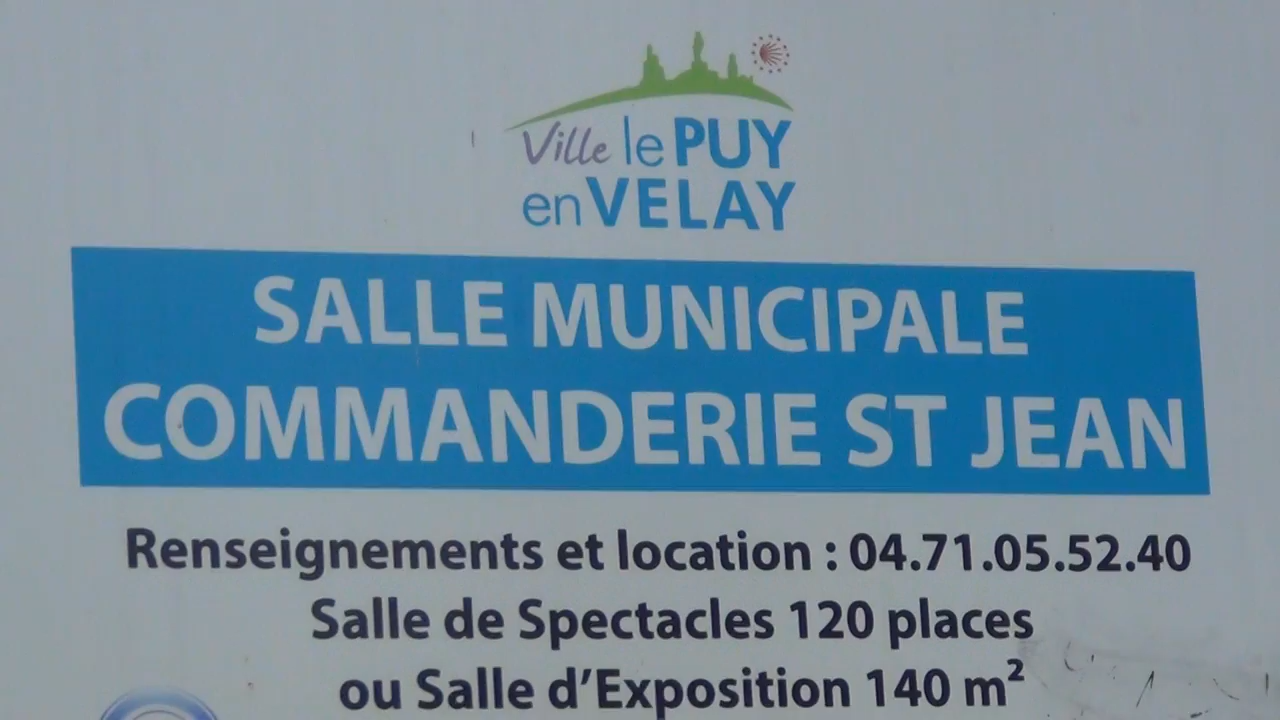 Ville le PUY
en VELAY
SALLE MUNICIPALE
COMMANDERIE ST JEAN
Renseignements et location : 04.71.05.52.40
Salle de Spectacles 120 places
ou Salle d'Exposition 140 m²